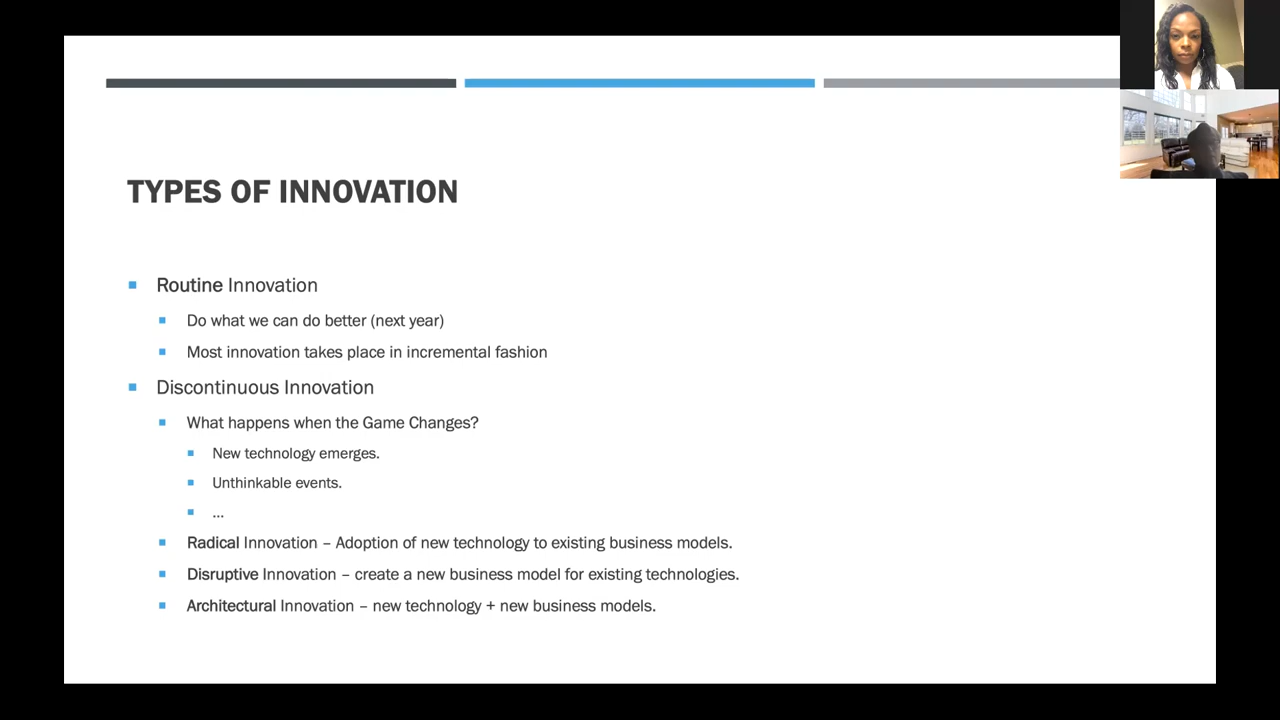 TYPES OF INNOVATION
Routine Innovation
Do what we can do better (next year)
Most innovation takes place in incremental fashion
Discontinuous Innovation
What happens when the Game Changes?
New technology emerges.
Unthinkable events.
...
Radical Innovation – Adoption of new technology to existing business models.
Disruptive Innovation – create a new business model for existing technologies.
Architectural Innovation – new technology + new business models.